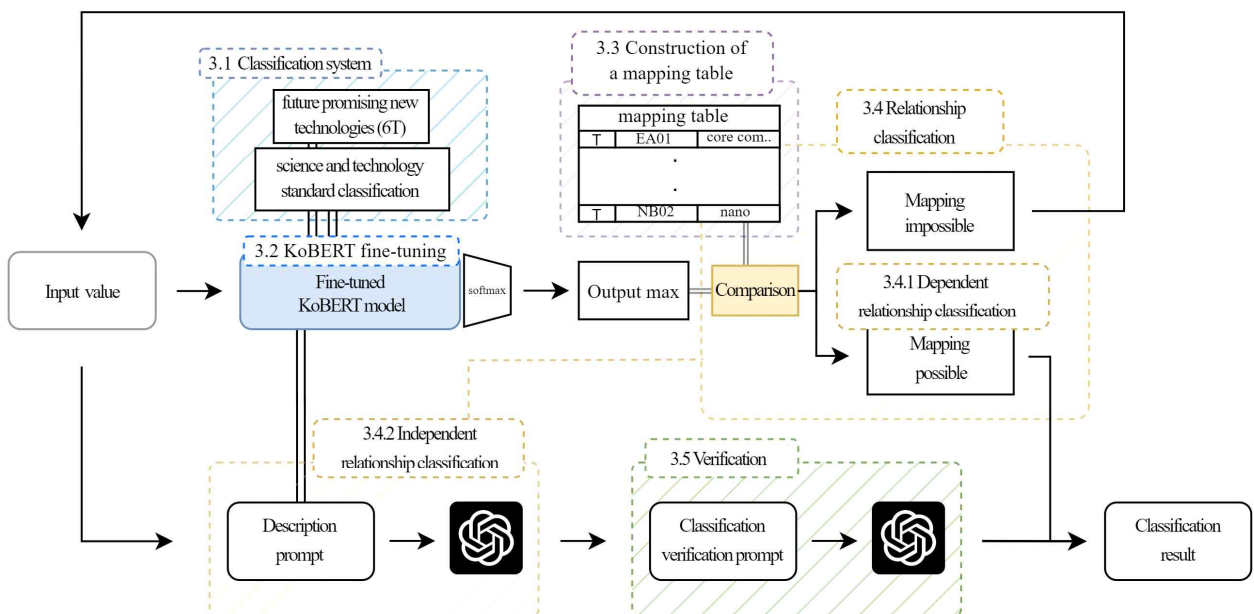 3.1 Classification system
future promising new
technologies (6T)
science and technology
standard classification
3.2 KoBERT fine-tuning
Fine-tuned
KoBERT model
softmax
Input value
3.3 Construction of
a mapping table
mapping table
T EA01 core com..
.
.
T NB02 nano
Output max
Comparison
3.4 Relationship
classification
Mapping
impossible
3.4.1 Dependent
relationship classification
Mapping
possible
3.4.2 Independent
relationship classification
Description
prompt
3.5 Verification
Classification
verification prompt
Classification
result